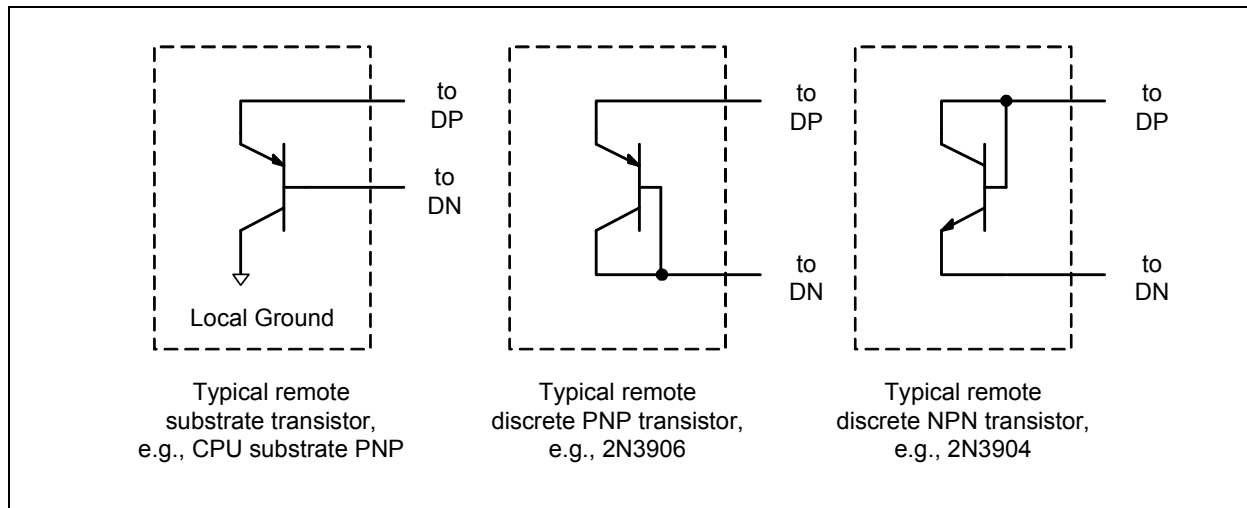 to
DP
to
DN
Local Ground
Typical remote
substrate transistor,
e.g., CPU substrate PNP
to
DP
to
DN
Typical remote
discrete PNP transistor,
e.g., 2N3906
to
DP
to
DN
Typical remote
discrete NPN transistor,
e.g., 2N3904